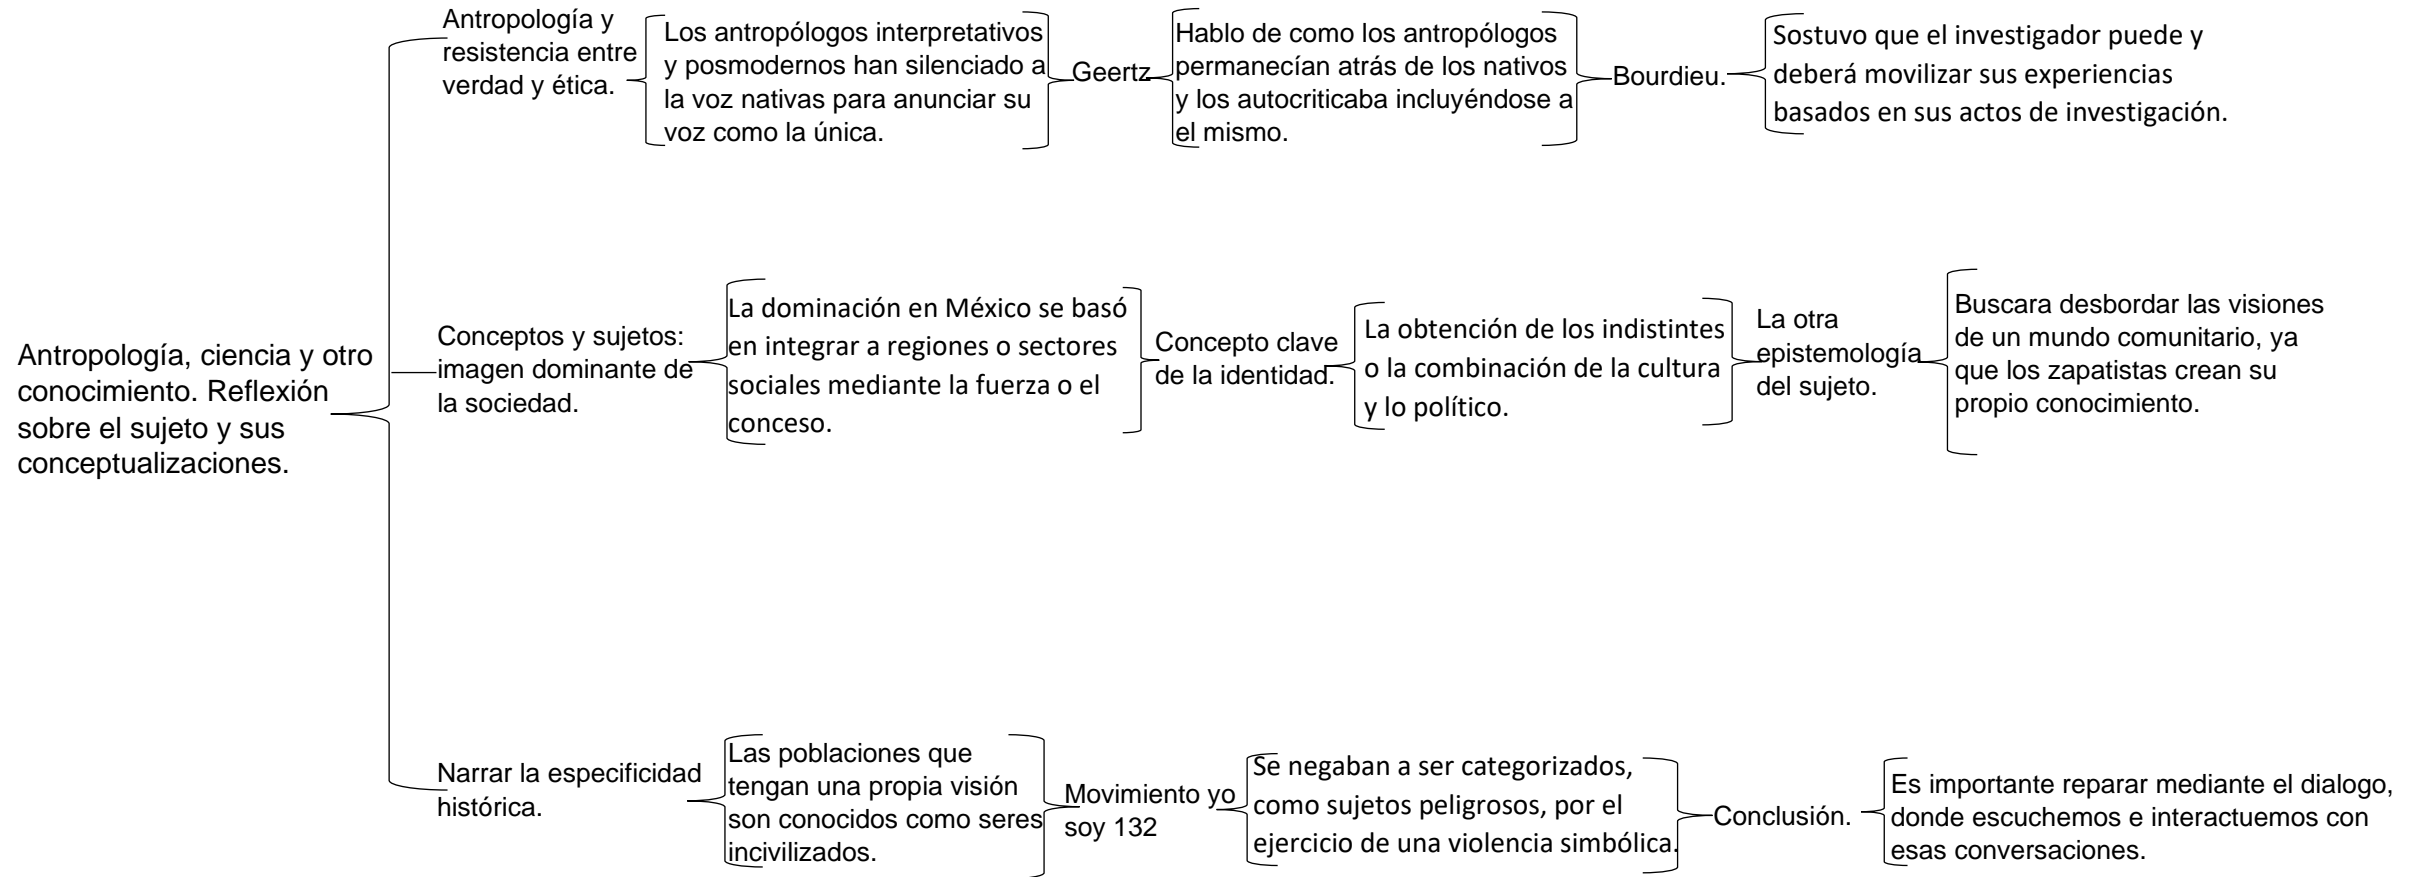 Antropología, ciencia y otro
conocimiento. Reflexión
sobre el sujeto y sus
conceptualizaciones.
Antropología y
resistencia entre
verdad y ética.
Los antropólogos interpretativos
y posmodernos han silenciado a
la voz nativas para anunciar su
voz como la única.
Geertz
Hablo de como los antropólogos
permanecían atrás de los nativos
y los autocriticaba incluyéndose a
el mismo.
Bourdieu.
Sostuvo que el investigador puede y
deberá movilizar sus experiencias
basados en sus actos de investigación.
Conceptos y sujetos:
imagen dominante de
la sociedad.
La dominación en México se basó
en integrar a regiones o sectores
sociales mediante la fuerza o el
conceso.
Concepto clave
de la identidad.
La obtención de los indistintes
o la combinación de la cultura
y lo político.
La otra
epistemología
del sujeto.
Buscara desbordar las visiones
de un mundo comunitario, ya
que los zapatistas crean su
propio conocimiento.
Narrar la especificidad
histórica.
Las poblaciones que
tengan una propia visión
son conocidos como seres
incivilizados.
Movimiento yo
soy 132
Se negaban a ser categorizados,
como sujetos peligrosos, por el
ejercicio de una violencia simbólica.
Conclusión.
Es importante reparar mediante el dialogo,
donde escuchemos e interactuemos con
esas conversaciones.